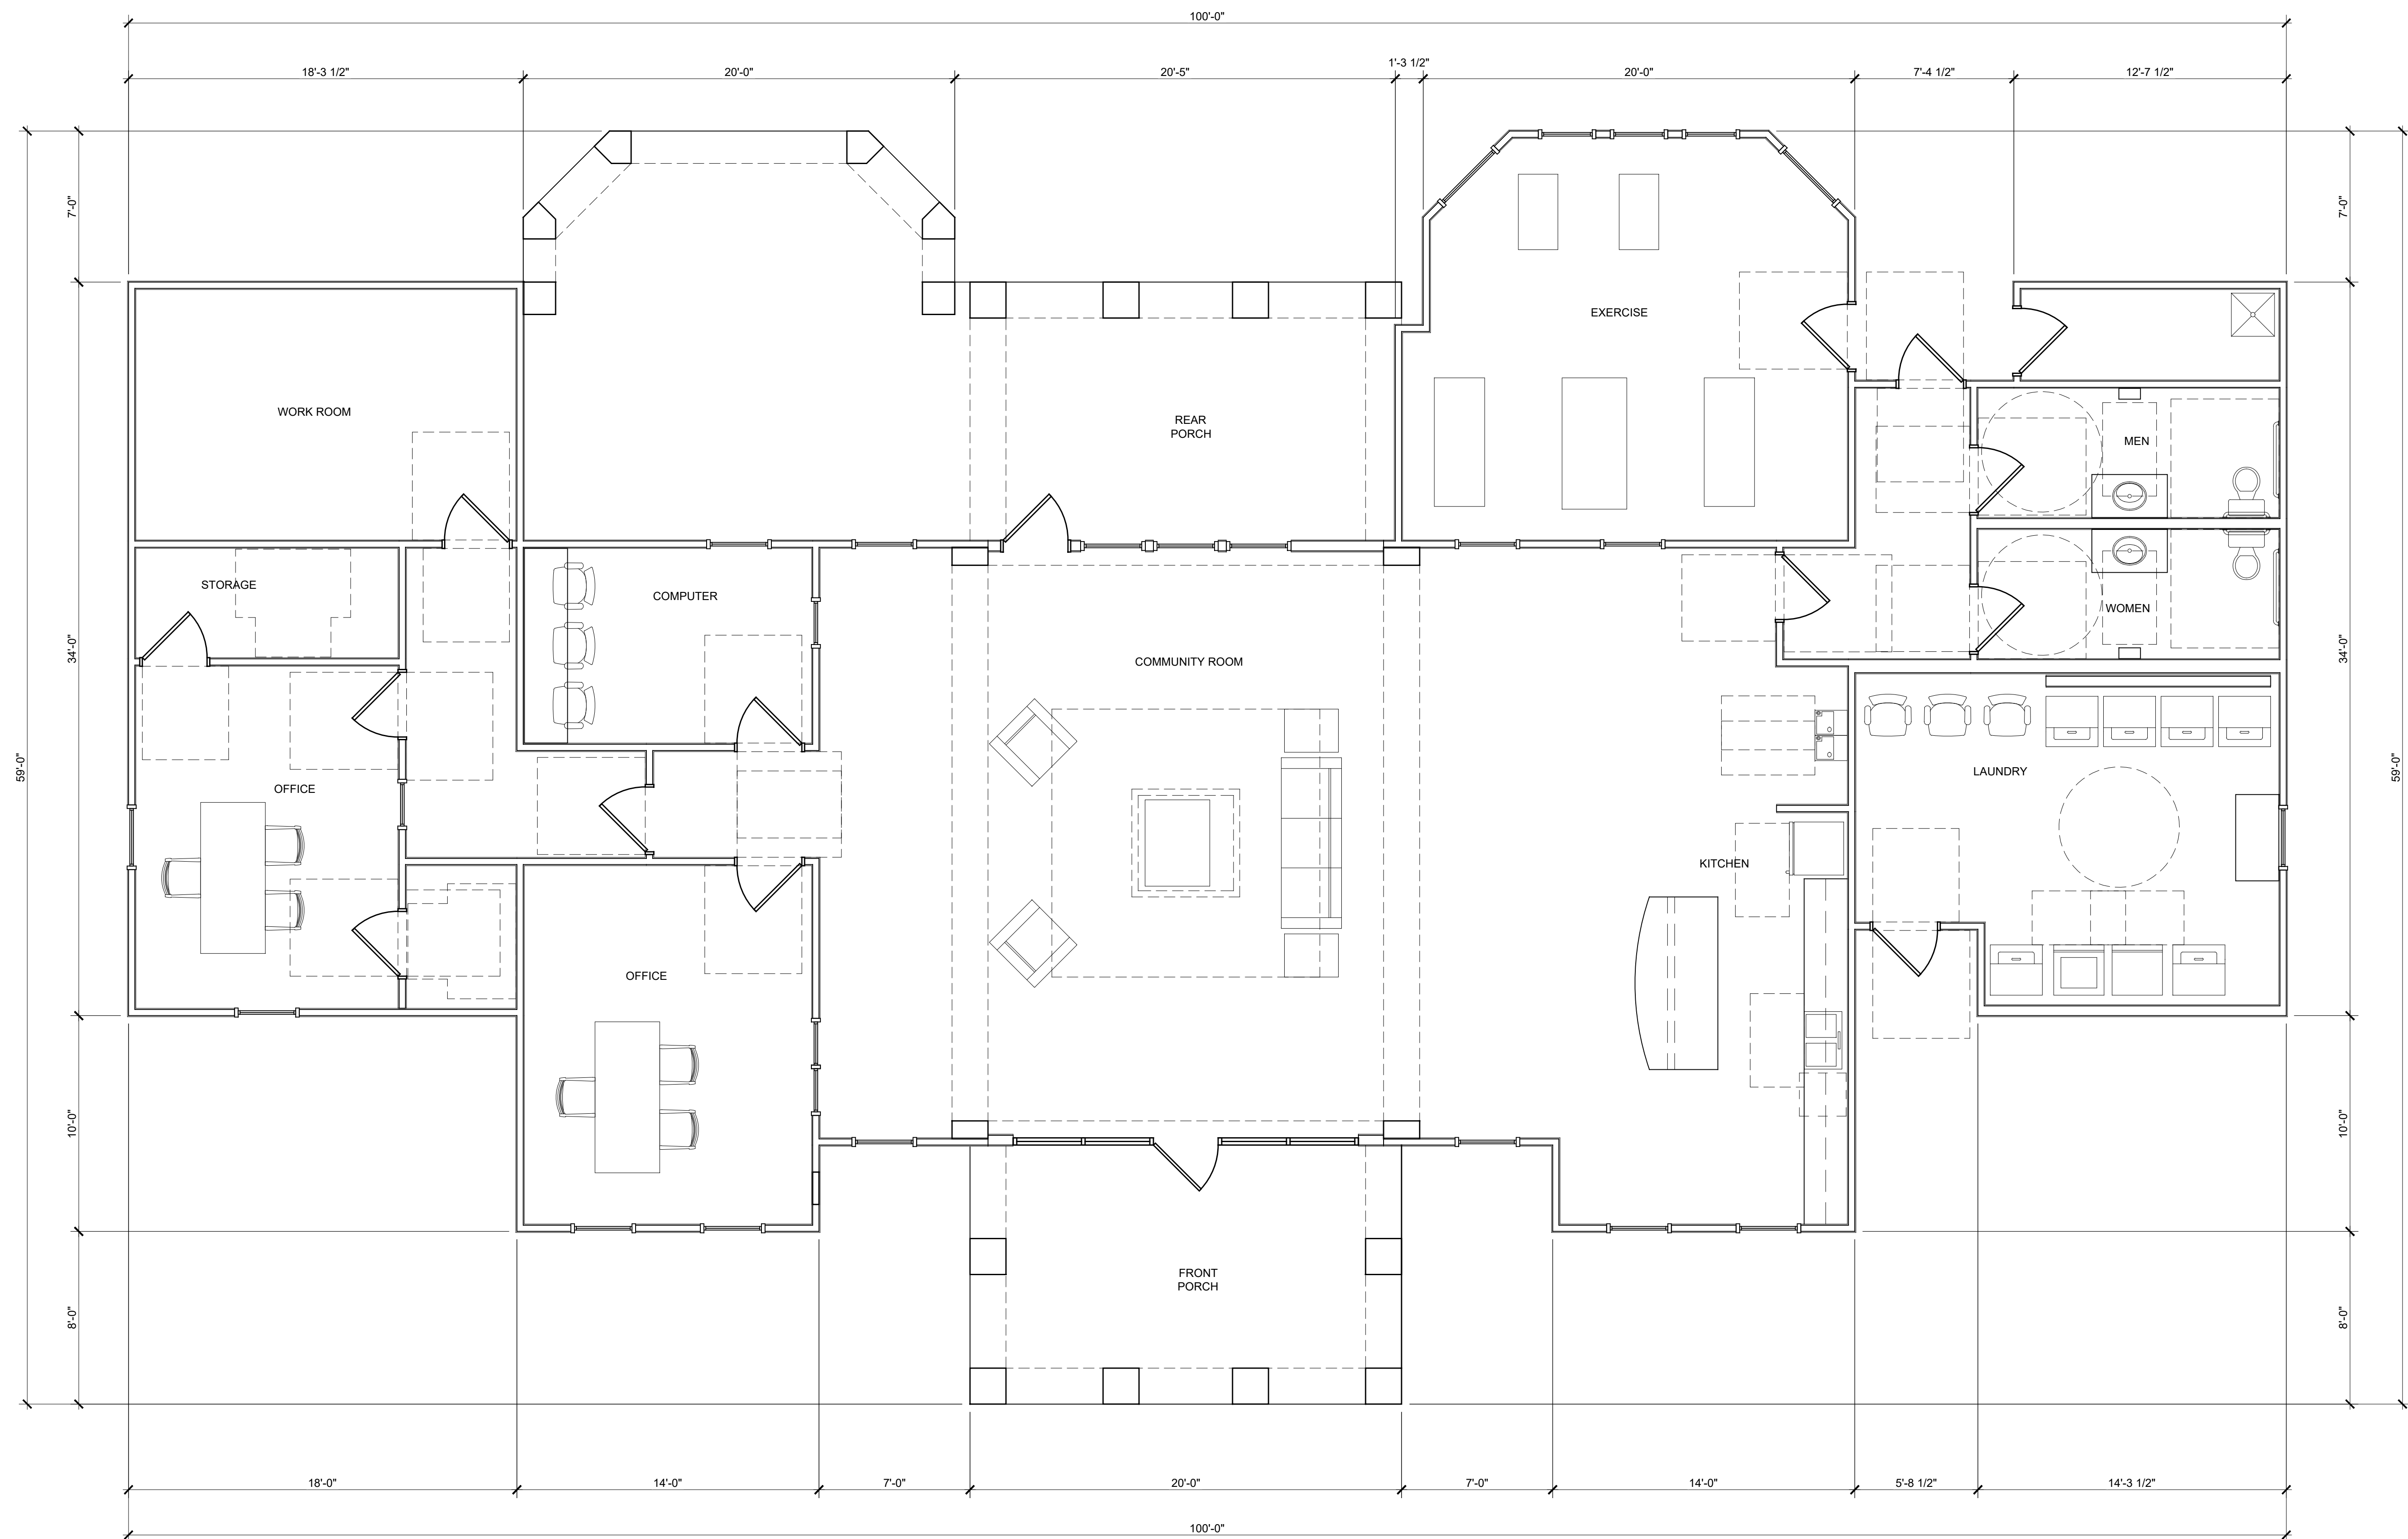 100'-0"
18'-3 1/2"
20'-0"
20'-5"
1'-3 1/2"
20'-0"
7'-4 1/2"
12'-7 1/2"
7'-0"
7'-0"
EXERCISE
WORK ROOM
REAR
PORCH
MEN
STORAGE
COMPUTER
WOMEN
34'-0"
COMMUNITY ROOM
34'-0"
59'-0"
OFFICE
LAUNDRY
59'-0"
KITCHEN
OFFICE
10'-0"
10'-0"
FRONT
PORCH
8'-0"
8'-0"
18'-0"
14'-0"
7'-0"
20'-0"
7'-0"
14'-0"
5'-8 1/2"
14'-3 1/2"
100'-0"